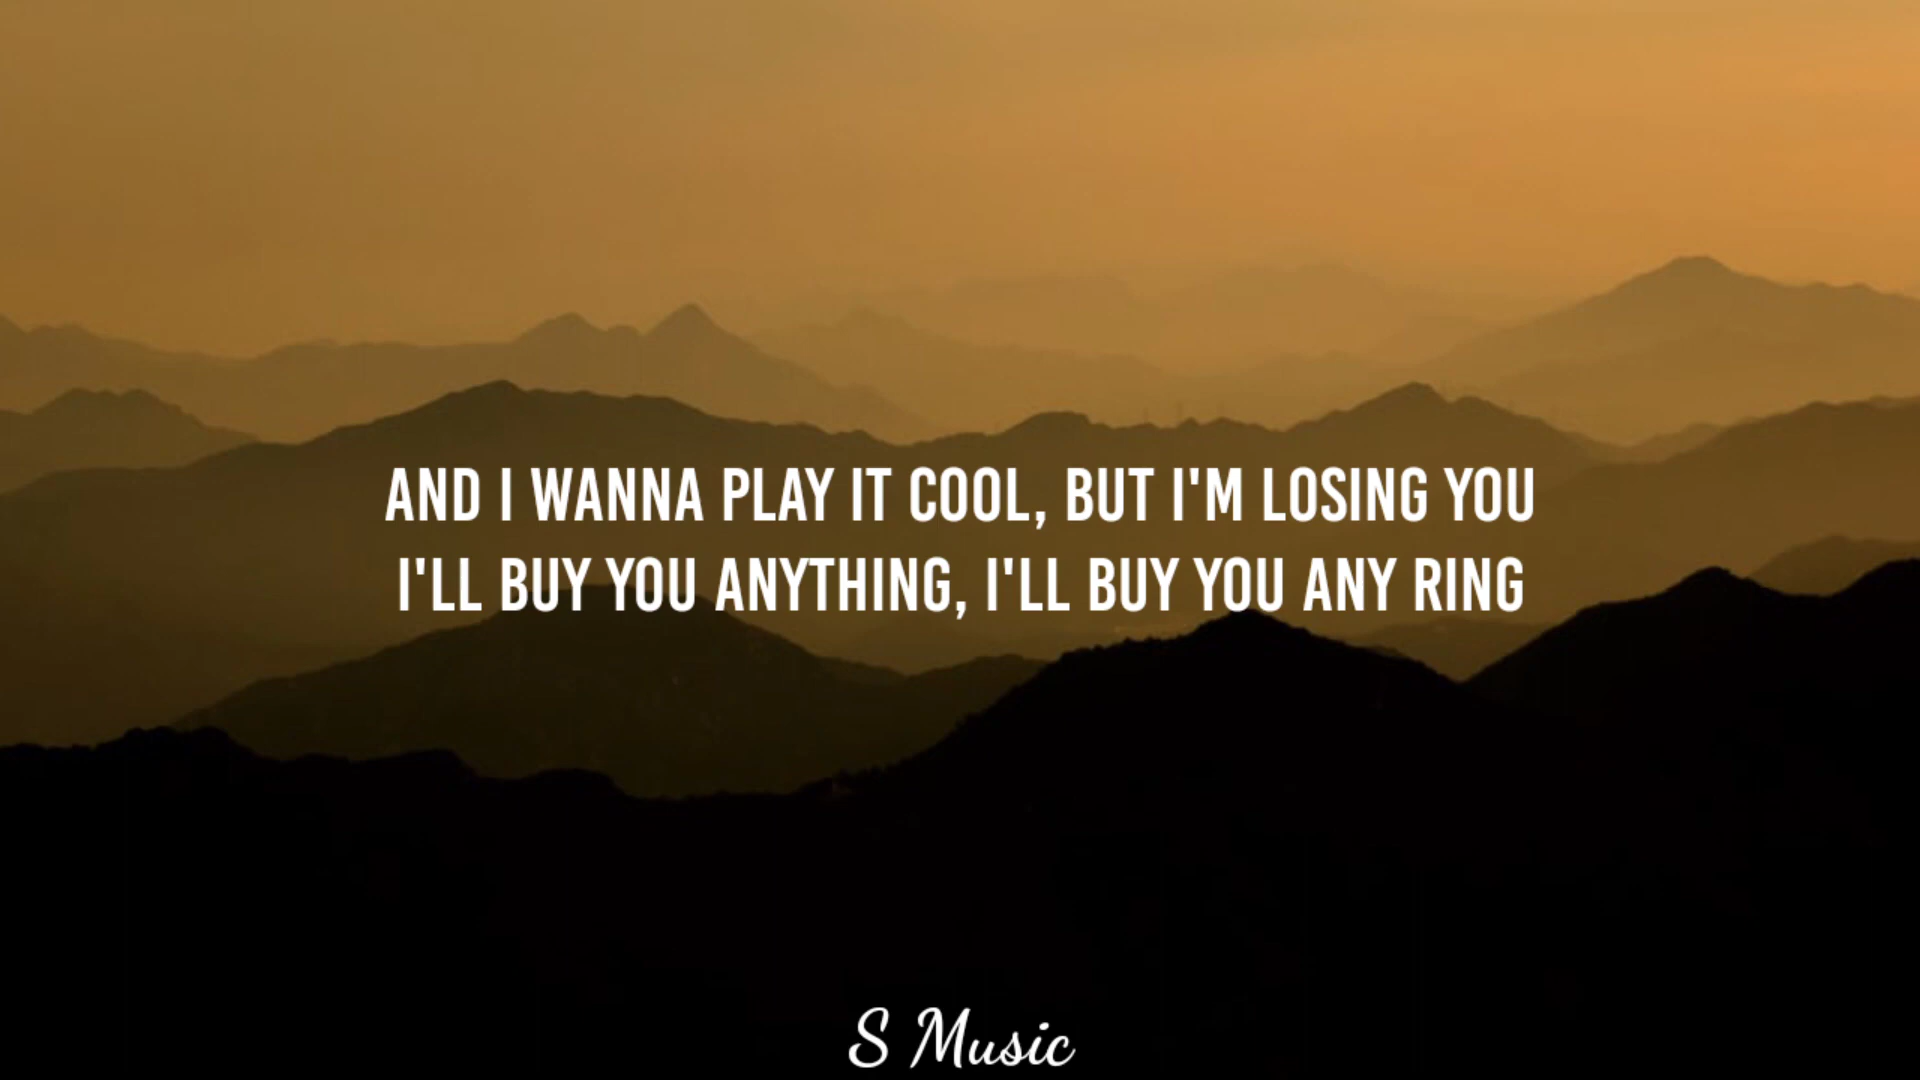 AND I WANNA PLAY IT COOL, BUT I'M LOSING YOU
I'LL BUY YOU ANYTHING, I'LL BUY YOU ANY RING
S Music